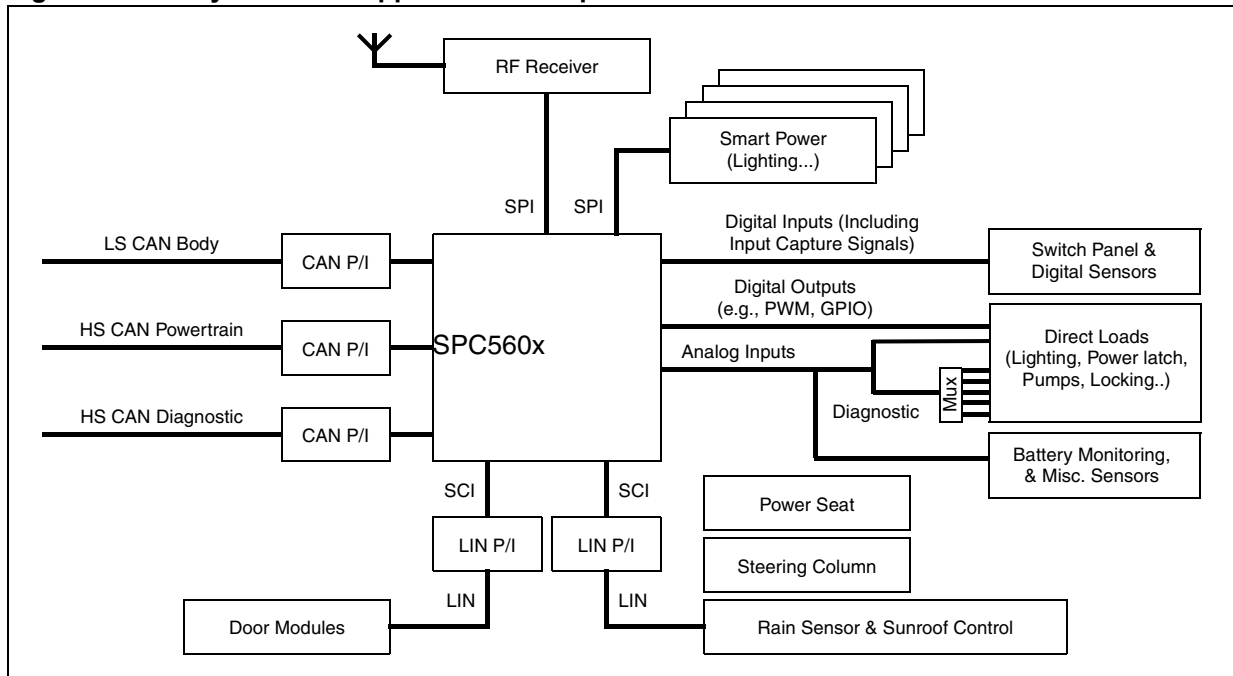 RF Receiver
Smart Power
(Lighting...)
SPI
SPI
LS CAN Body
CAN P/I
HS CAN Powertrain
CAN P/I
HS CAN Diagnostic
CAN P/I
SPC560x
Digital Inputs (Including
Input Capture Signals)
Switch Panel &
Digital Sensors
Digital Outputs
(e.g., PWM, GPIO)
Analog Inputs
Direct Loads
(Lighting, Power latch,
Pumps, Locking..)
Mux
Diagnostic
Battery Monitoring,
& Misc. Sensors
SCI
SCI
LIN P/I
LIN P/I
Power Seat
Steering Column
LIN
LIN
Door Modules
Rain Sensor & Sunroof Control